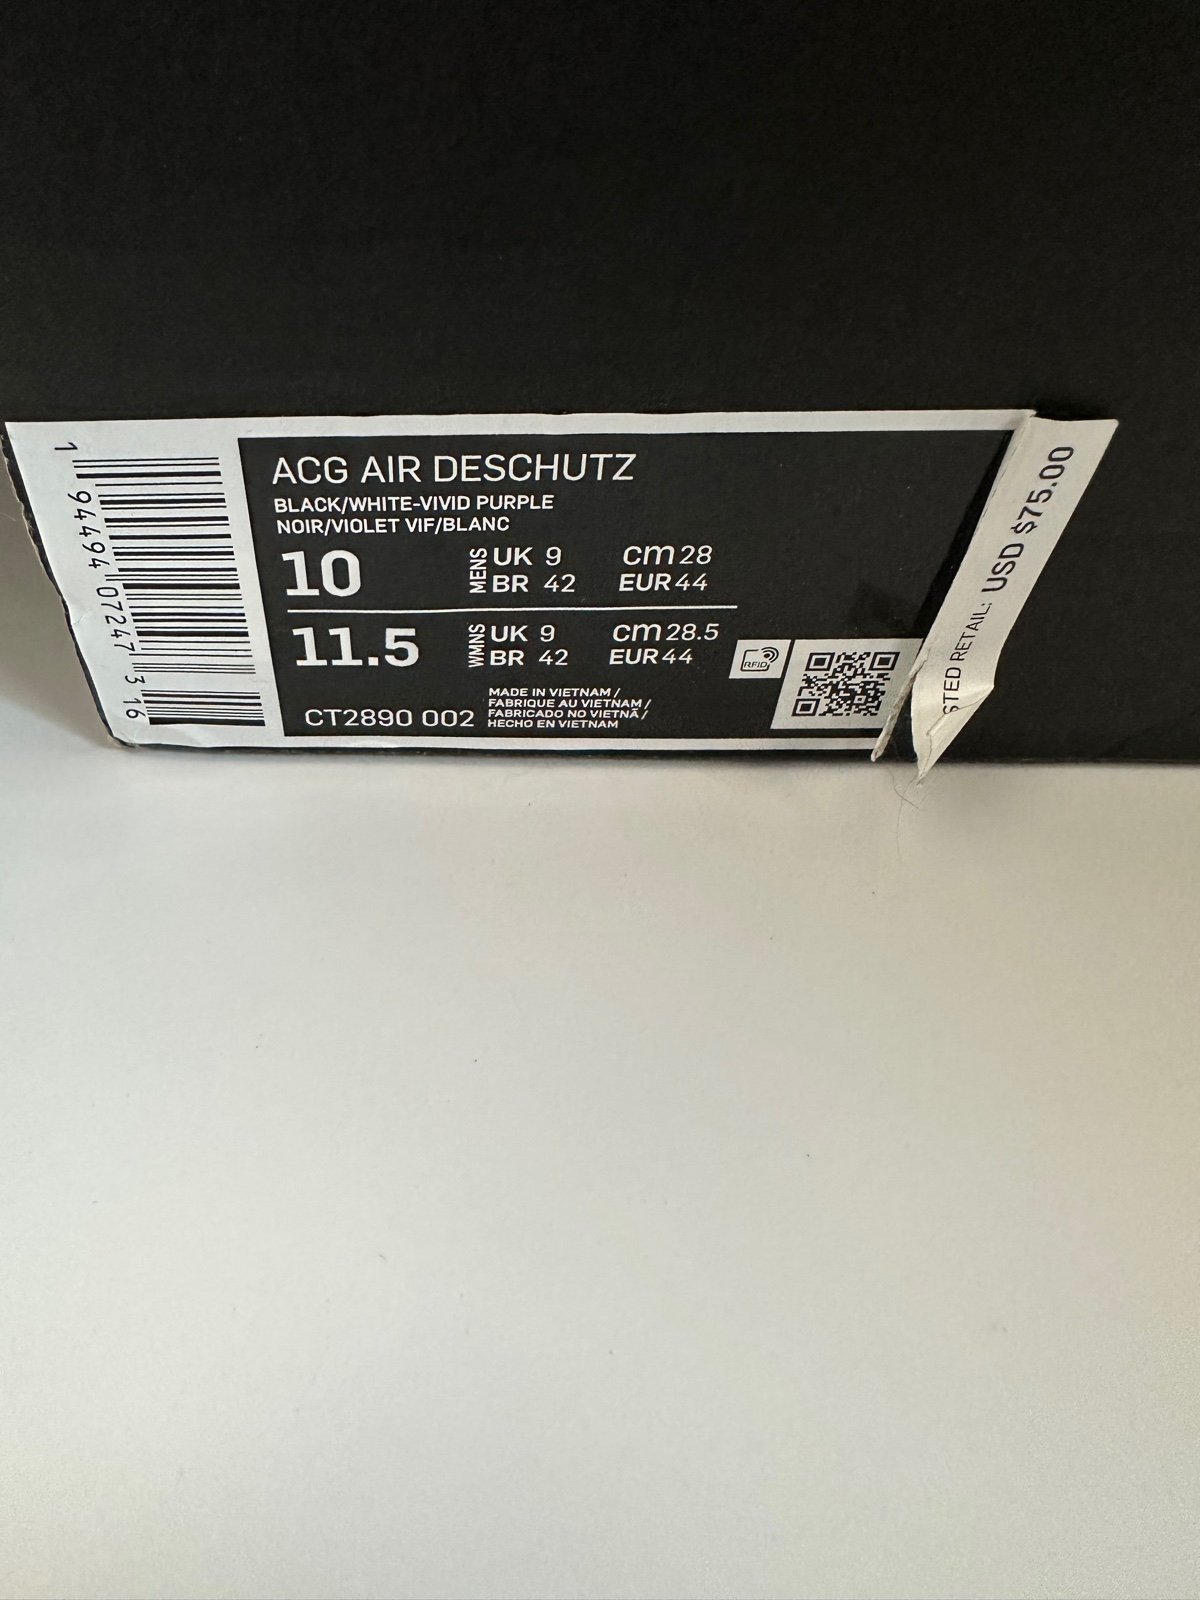 ACG AIR DESCHUTZ
BLACK/WHITE-VIVID PURPLE
NOIR/VIOLET VIF/BLANC
10 MENS UK 9 cm 28
BR 42 EUR 44
11.5 WMNS UK 9 cm 28.5
BR 42 EUR 44
RFID
CT2890 002
MADE IN VIETNAM /
FABRIQUE AU VIETNAM /
FABRICADO NO VIETNÃ /
HECHO EN VIETNAM
1 94494 07247 3 16
STED RETAIL: USD $75.00